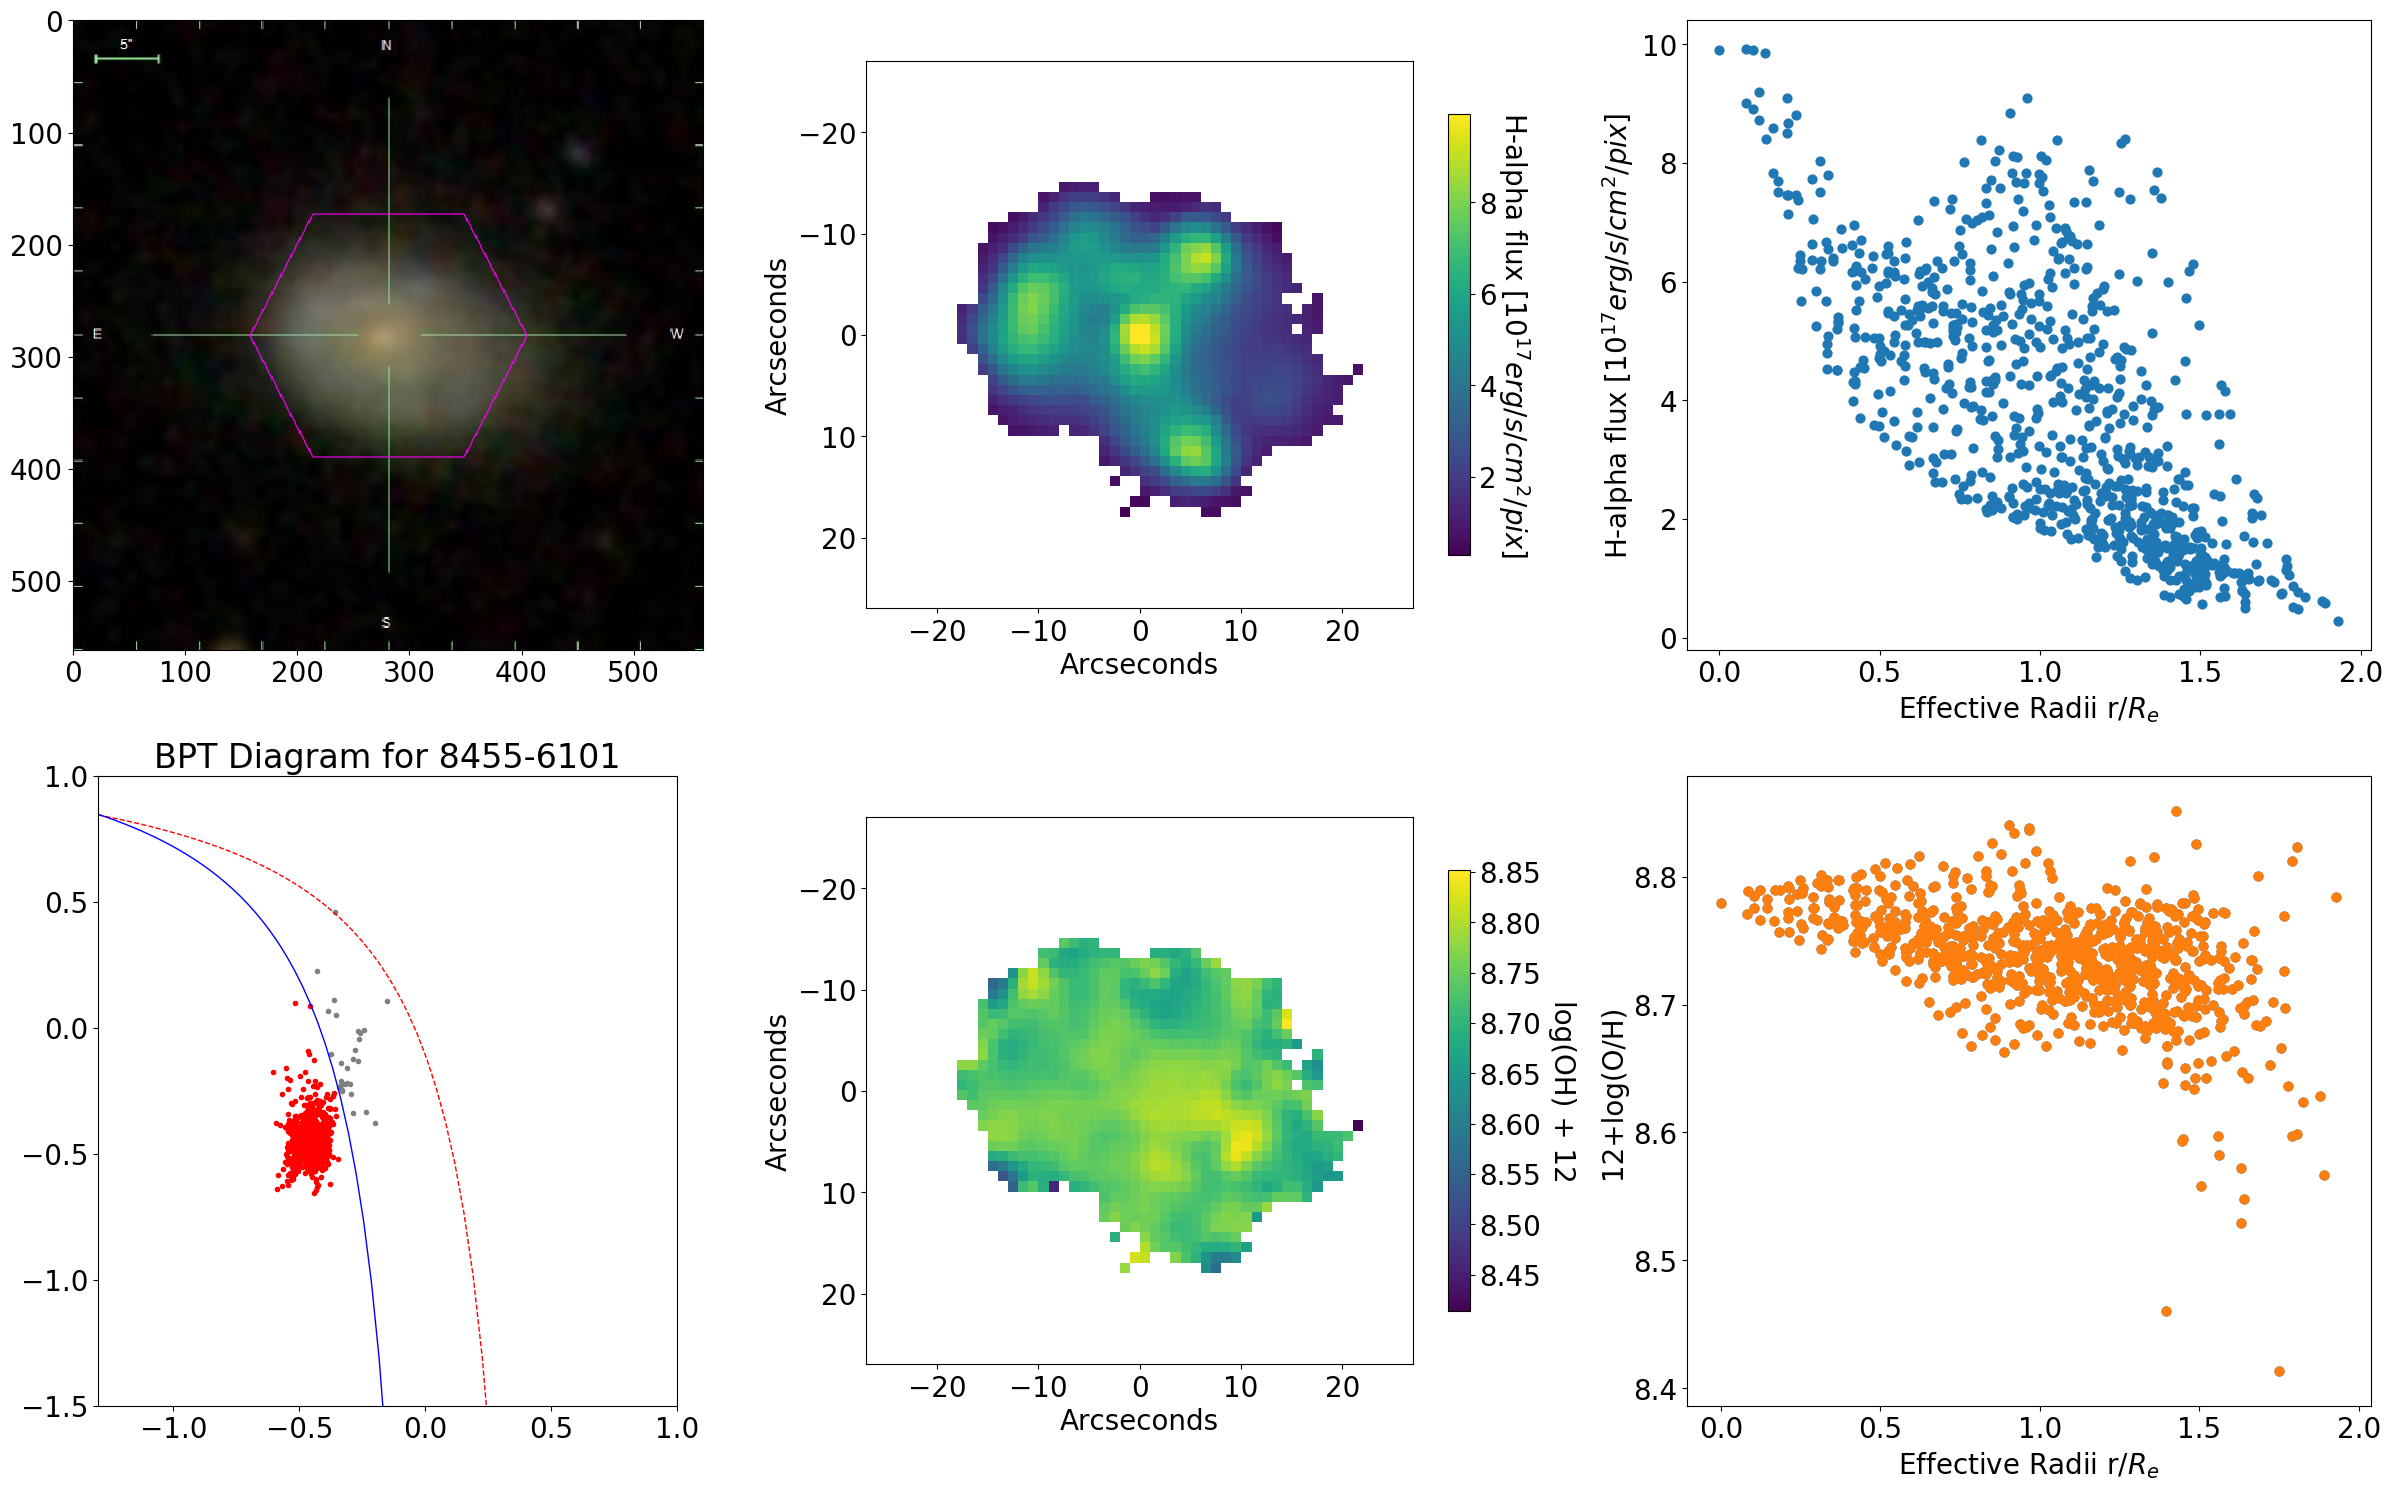 0
100
200
300
400
500
0 100 200 300 400 500
5"
N
E
W
S
Arcseconds
−20
−10
0
10
20
−20 −10 0 10 20
Arcseconds
8
6
4
2
H-alpha flux [10^{17}erg/s/cm^2/pix]
H-alpha flux [10^{17}erg/s/cm^2/pix]
10
8
6
4
2
0
0.0 0.5 1.0 1.5 2.0
Effective Radii r/R_e
BPT Diagram for 8455-6101
1.0
0.5
0.0
−0.5
−1.0
−1.5
−1.0 −0.5 0.0 0.5 1.0
Arcseconds
−20
−10
0
10
20
−20 −10 0 10 20
Arcseconds
8.85
8.80
8.75
8.70
8.65
8.60
8.55
8.50
8.45
log(OH) + 12
12+log(O/H)
8.8
8.7
8.6
8.5
8.4
0.0 0.5 1.0 1.5 2.0
Effective Radii r/R_e